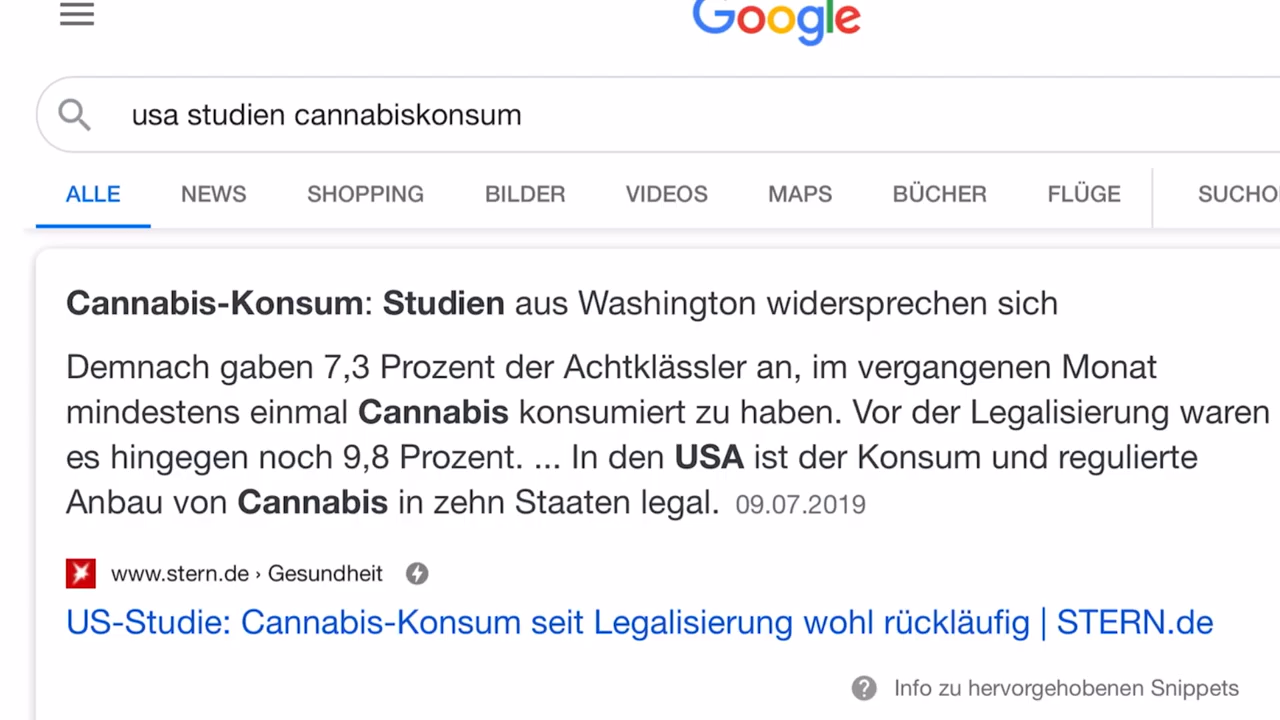 Google
usa studien cannabiskonsum
ALLE NEWS SHOPPING BILDER VIDEOS MAPS BÜCHER FLÜGE
Cannabis-Konsum: Studien aus Washington widersprechen sich
Demnach gaben 7,3 Prozent der Achtklässler an, im vergangenen Monat
mindestens einmal Cannabis konsumiert zu haben. Vor der Legalisierung waren
es hingegen noch 9,8 Prozent. ... In den USA ist der Konsum und regulierte
Anbau von Cannabis in zehn Staaten legal. 09.07.2019
www.stern.de › Gesundheit
US-Studie: Cannabis-Konsum seit Legalisierung wohl rückläufig | STERN.de
? Info zu hervorgehobenen Snippets